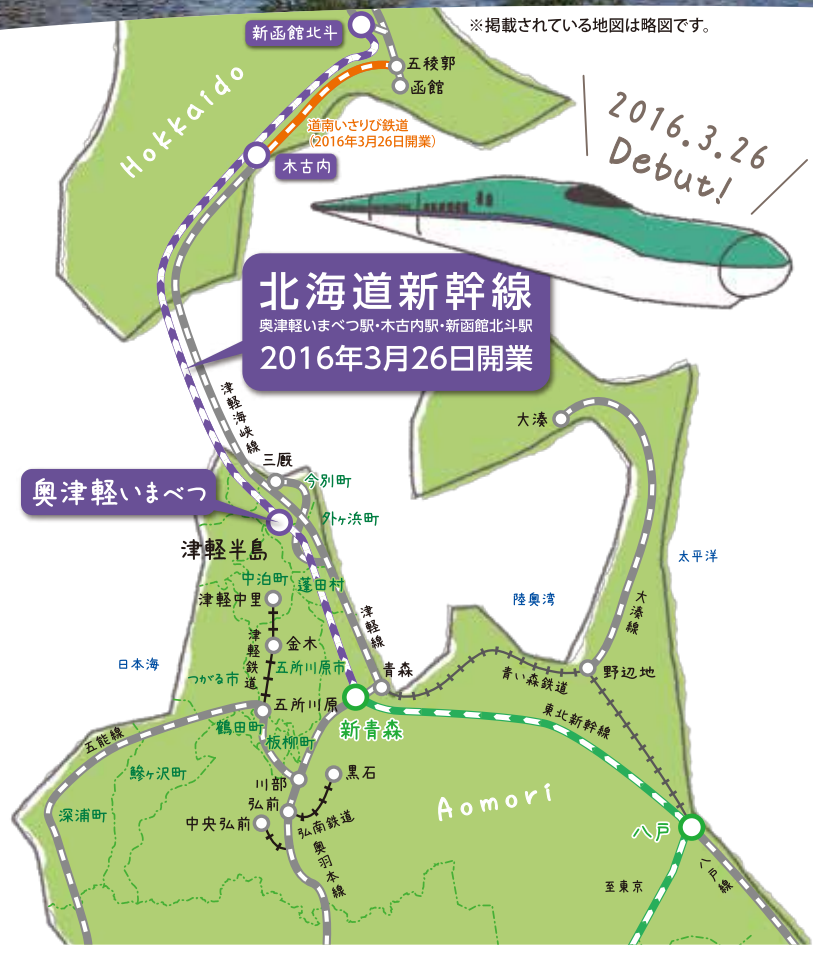 ※掲載されている地図は略図です。
新函館北斗
五稜郭
函館
Hokkaido
道南いさりび鉄道
(2016年3月26日開業)
2016.3.26
Debut!
木古内
北海道新幹線
奥津軽いまべつ駅・木古内駅・新函館北斗駅
2016年3月26日開業
津軽海峡線
大湊
三厩
今別町
奥津軽いまべつ
外ヶ浜町
津軽半島
太平洋
中泊町
蓬田村
津軽中里
陸奥湾
津軽線
大湊線
津軽鉄道
金木
日本海
五所川原市
青森
つがる市
青い森鉄道
野辺地
五所川原
東北新幹線
鶴田町
新青森
板柳町
五能線
鰺ヶ沢町
川部
黒石
Aomori
深浦町
弘前
中央弘前
弘南鉄道
八戸
奥羽本線
八戸線
至東京